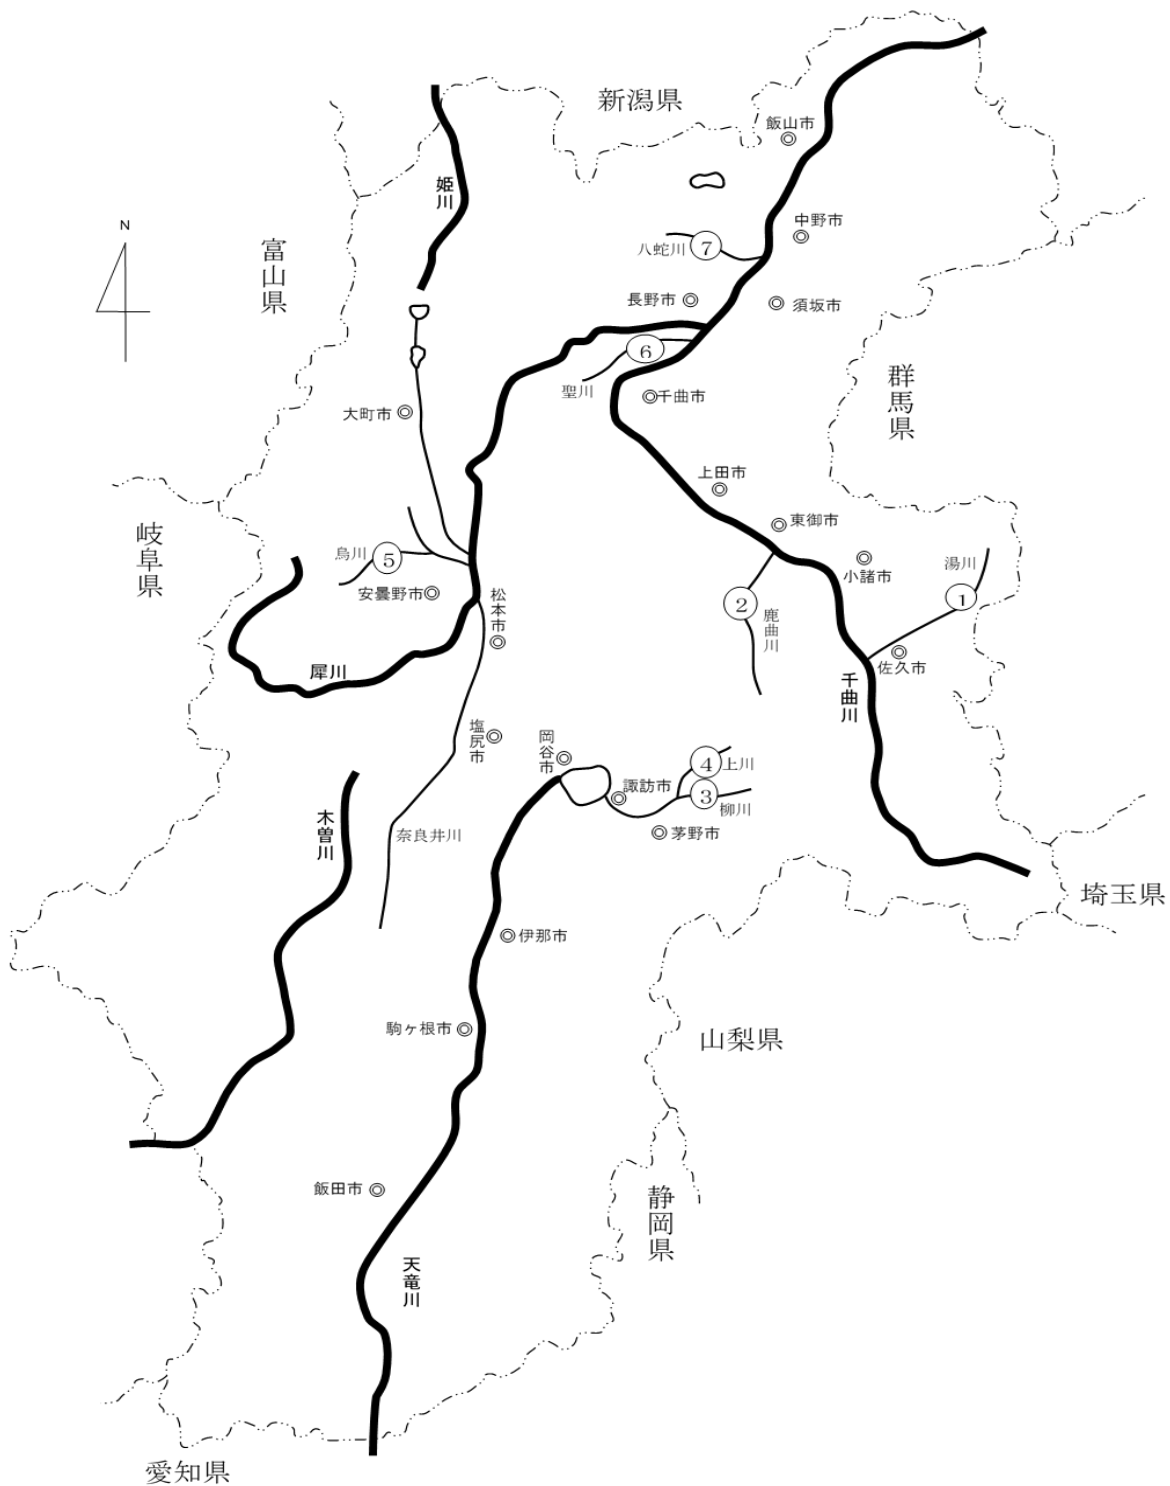 新潟県
飯山市
姫川
N
中野市
富山県
八蛇川
7
長野市
須坂市
6
聖川
千曲市
群馬県
大町市
上田市
東御市
岐阜県
烏川
5
安曇野市
小諸市
湯川
1
松本市
2
鹿曲川
佐久市
犀川
千曲川
塩尻市
岡谷市
4
上川
諏訪市
3
柳川
木曽川
奈良井川
茅野市
埼玉県
伊那市
駒ヶ根市
山梨県
飯田市
静岡県
天竜川
愛知県